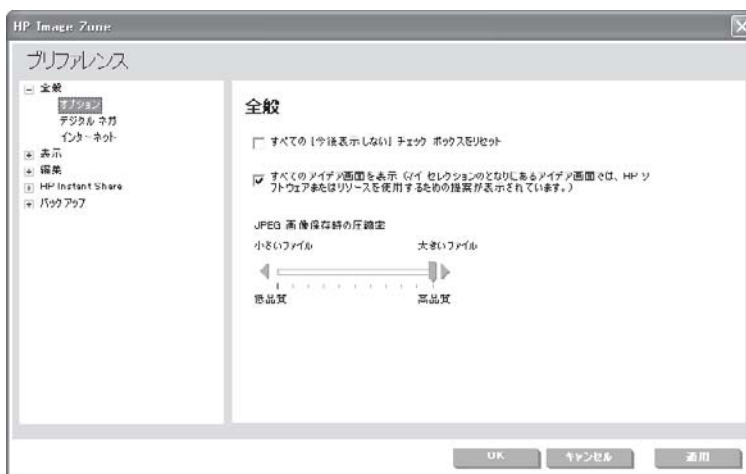 HP Image Zone
プリファレンス
全般
オプション
デジタル ネガ
インターネット
表示
編集
HP Instant Share
バックアップ
全般
すべての [今後表示しない] チェック ボックスをリセット
すべてのアイデア画面を表示 (マイ セレクションのとなりにあるアイデア画面では、HP ソ
フトウェアまたはリソースを使用するための提案が表示されています。)
JPEG 画像保存時の圧縮率
小さいファイル
大きいファイル
低品質
高品質
OK
キャンセル
適用